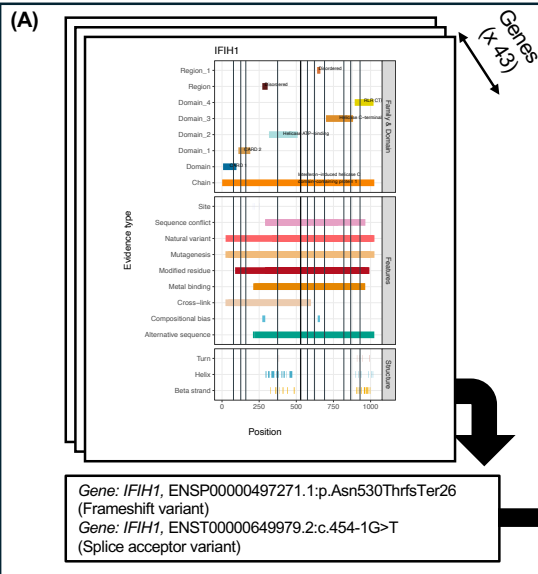 (A)
Genes
(x 43)
IFIH1
Region_1
Disordered
Region
Disordered
Domain_4
RLR CTR
Domain_3
Helicase C-terminal
Domain_2
Helicase ATP-binding
Domain_1
CARD 2
Domain
CARD 1
Chain
Interferon-induced helicase C
domain-containing protein 1
Family & Domain
Evidence type
Site
Sequence conflict
Natural variant
Mutagenesis
Modified residue
Metal binding
Cross-link
Compositional bias
Alternative sequence
Features
Turn
Helix
Beta strand
Structure
0 250 500 750 1000
Position
Gene: IFIH1, ENSP00000497271.1:p.Asn530ThrfsTer26
(Frameshift variant)
Gene: IFIH1, ENST00000649979.2:c.454-1G>T
(Splice acceptor variant)